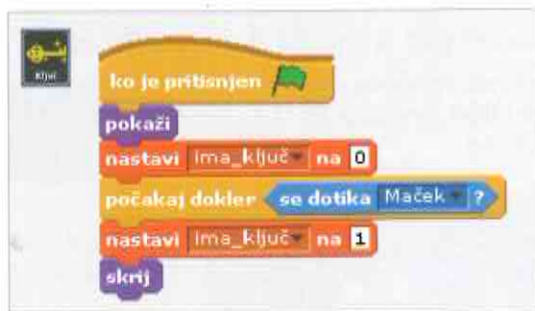 Ključ
ko je pritisnjen
pokaži
nastavi Ima_ključ na 0
počakaj dokler se dotika Maček ?
nastavi Ima_ključ na 1
skrij